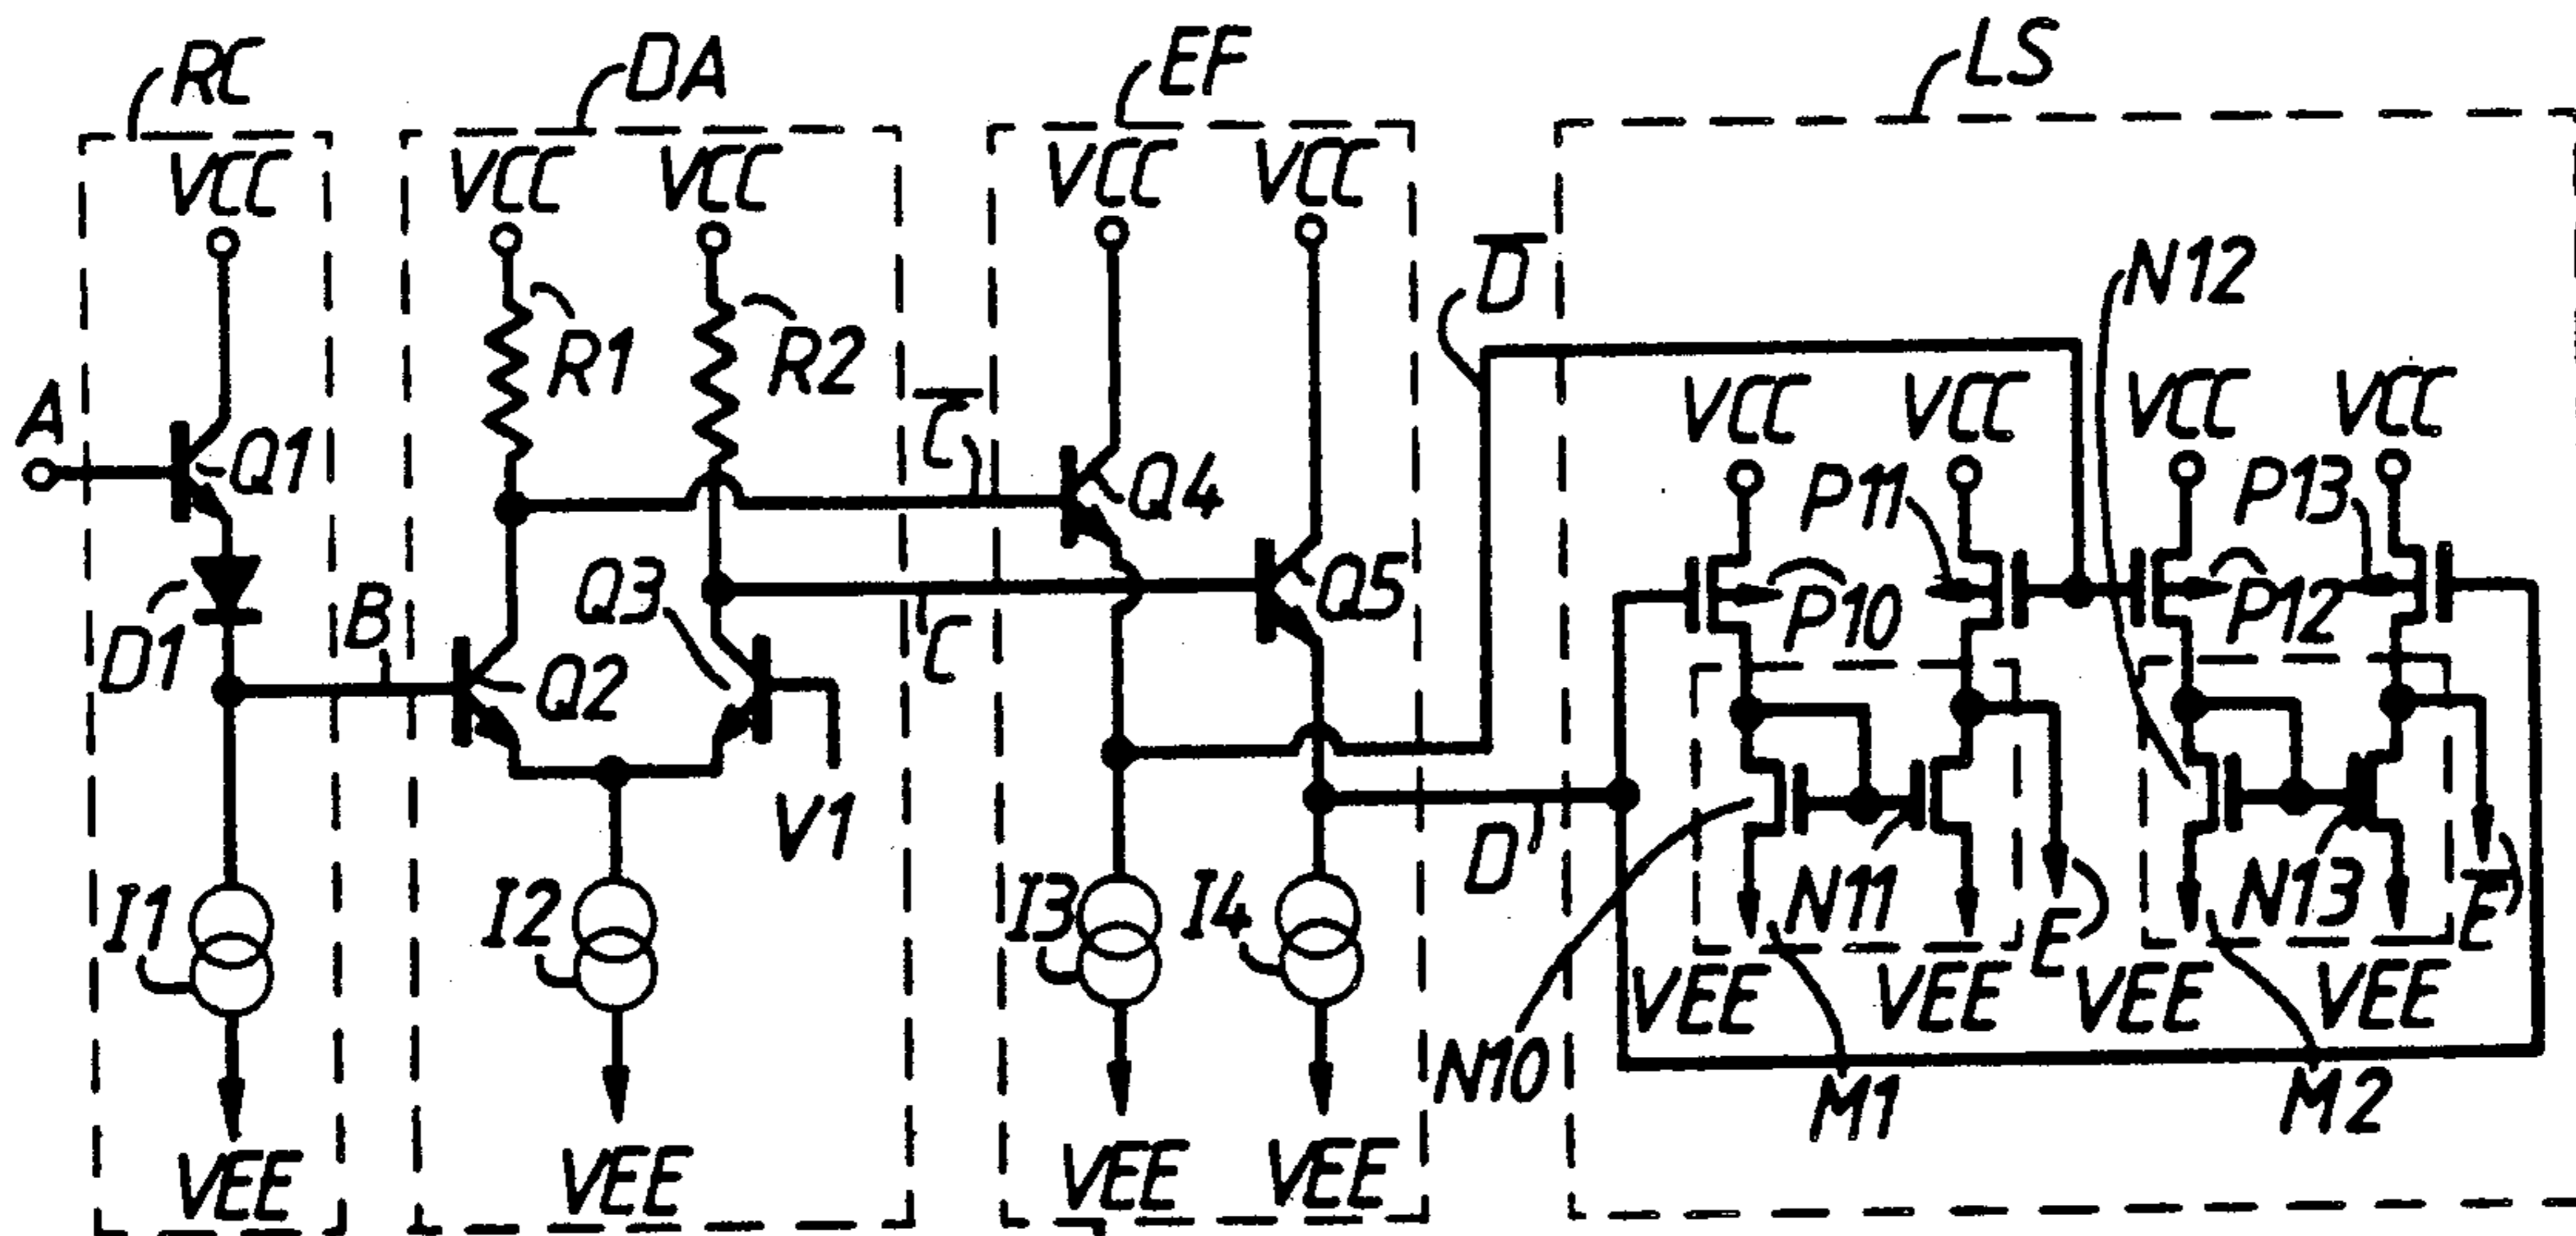 RC
DA
EF
LS
VCC
VCC
VCC
VCC
VCC
D̅
N12
R1
R2
C̅
VCC
VCC
VCC
VCC
A
Q1
Q4
P11
P13
D1
B
Q3
Q2
C
Q5
P10
P12
V1
D
I1
I2
I3
I4
N11
E
N13
E̅
VEE
VEE
VEE
VEE
N10
M1
M2
VEE
VEE
VEE
VEE